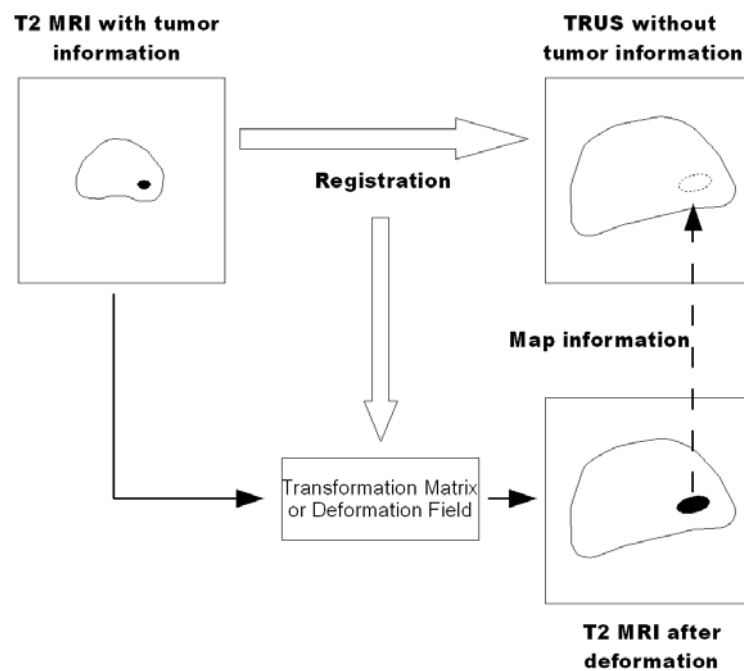 T2 MRI with tumor
information
TRUS without
tumor information
Registration
Map information
Transformation Matrix
or Deformation Field
T2 MRI after
deformation